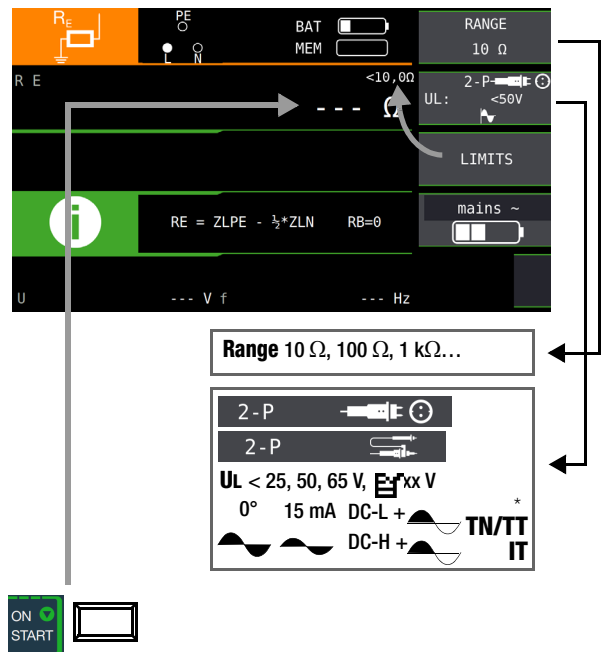 RE
PE
L N
BAT
MEM
RANGE
10 Ω
R E
<10,0Ω
--- Ω
2-P
UL: <50V
LIMITS
i
RE = ZLPE - ½*ZLN RB=0
mains ~
U --- V f --- Hz
Range 10 Ω, 100 Ω, 1 kΩ…
2-P
2-P
UL < 25, 50, 65 V, xx V
0° 15 mA DC-L +
DC-H +
*
TN/TT
IT
ON
START